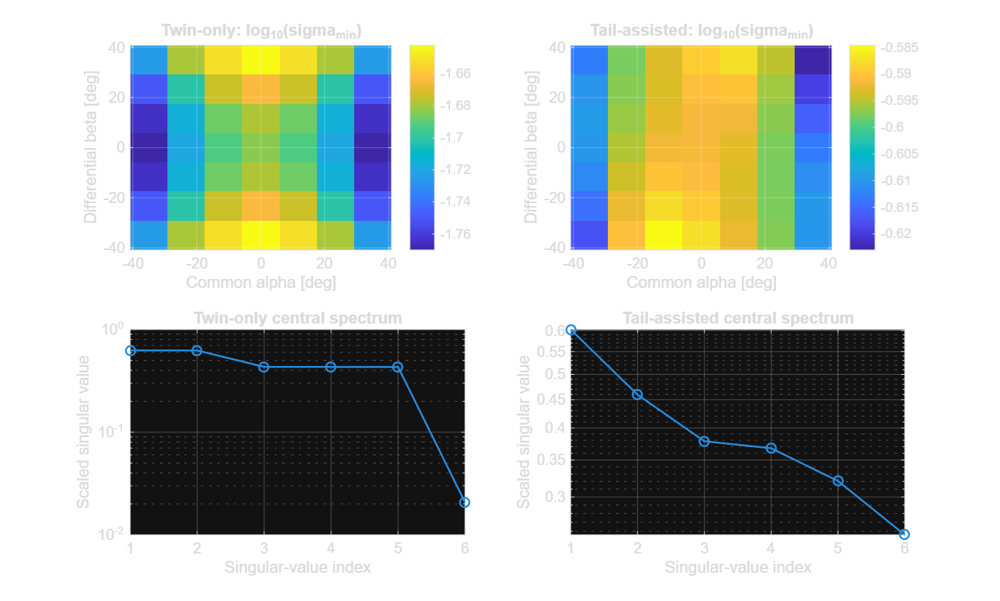 Twin-only: log10(sigmamin)
Differential beta [deg]
40
20
0
-20
-40
-40 -20 0 20 40
Common alpha [deg]
-1.66
-1.68
-1.7
-1.72
-1.74
-1.76
Tail-assisted: log10(sigmamin)
Differential beta [deg]
40
20
0
-20
-40
-40 -20 0 20 40
Common alpha [deg]
-0.585
-0.59
-0.595
-0.6
-0.605
-0.61
-0.615
-0.62
Twin-only central spectrum
Scaled singular value
10^0
10^-1
10^-2
1 2 3 4 5 6
Singular-value index
Tail-assisted central spectrum
Scaled singular value
0.6
0.55
0.5
0.45
0.4
0.35
0.3
1 2 3 4 5 6
Singular-value index